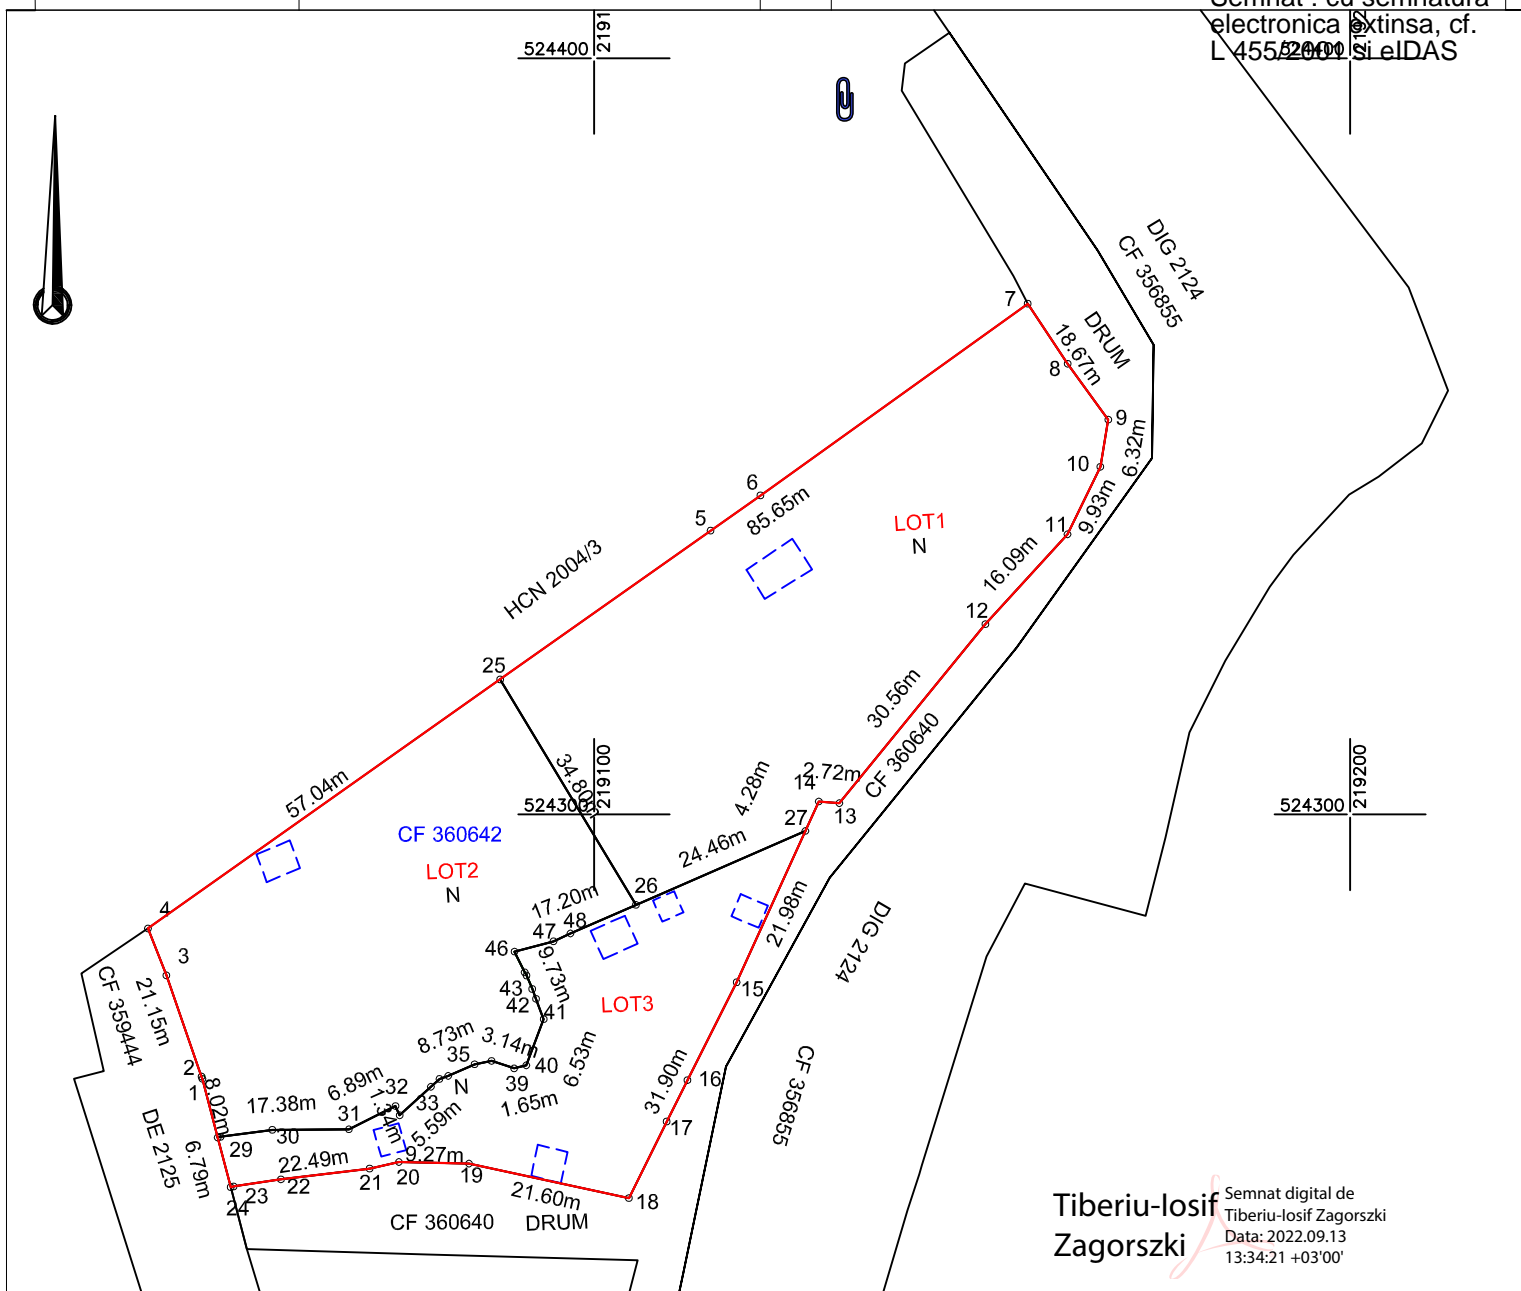 Semnat : cu semnatura
electronica extinsa, cf.
L 455/2001 si eIDAS
524400
2191
524400
2192
DIG 2124
CF 356855
7
DRUM
18.67m
8
9
10
6.32m
9.93m
6
5
85.65m
LOT1
N
11
16.09m
HCN 2004/3
12
25
30.56m
CF 360640
34.80m
57.04m
4.28m
14
2.72m
13
524300
219100
524300
219200
27
CF 360642
24.46m
LOT2
N
26
17.20m
4
48
47
46
21.98m
DIG 2124
3
9.73m
43
42
41
LOT3
15
CF 359444
21.15m
8.73m
3.14m
35
40
39
6.53m
2
1
8.02m
N
16
CF 356855
6.89m
32
1.34m
33
1.65m
31.90m
17.38m
31
5.59m
17
30
29
DE 2125
6.79m
22.49m
9.27m
20
19
21
22
23
24
21.60m
18
CF 360640
DRUM
Tiberiu-Iosif
Zagorszki
Semnat digital de
Tiberiu-Iosif Zagorszki
Data: 2022.09.13
13:34:21 +03'00'